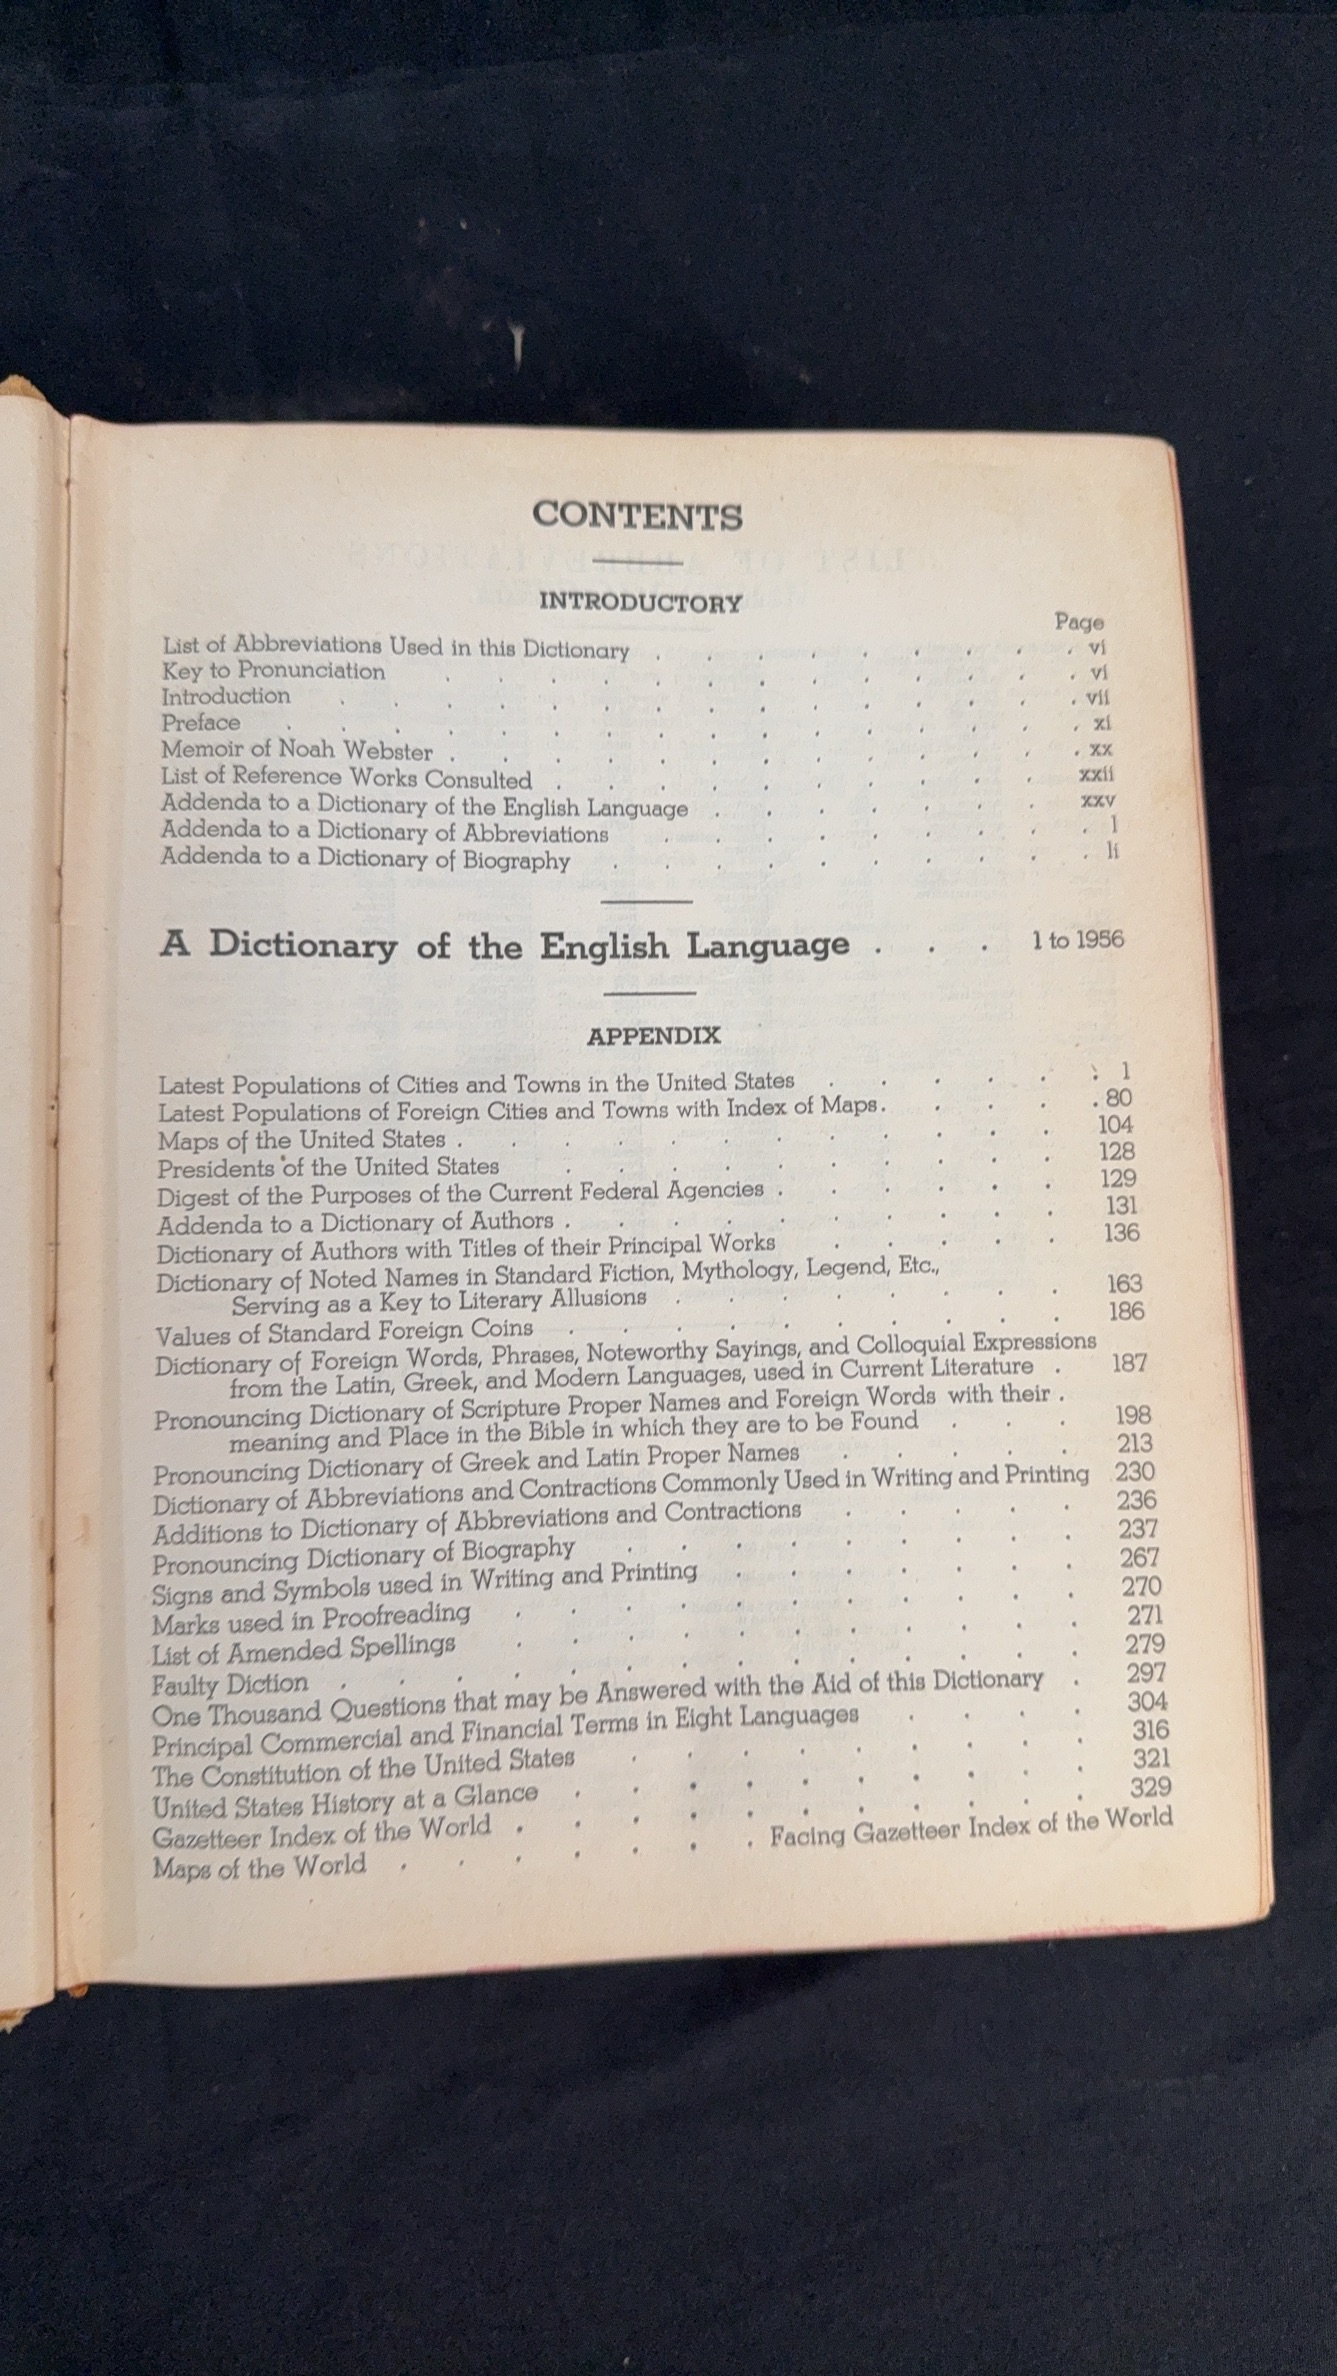 CONTENTS
INTRODUCTORY
Page
List of Abbreviations Used in this Dictionary . . . . . . . . . vi
Key to Pronunciation . . . . . . . . . . . . . vi
Introduction . . . . . . . . . . . . . . . vii
Preface . . . . . . . . . . . . . . . . xi
Memoir of Noah Webster . . . . . . . . . . . . . xx
List of Reference Works Consulted . . . . . . . . . . xxii
Addenda to a Dictionary of the English Language . . . . . . . xxv
Addenda to a Dictionary of Abbreviations . . . . . . . . . l
Addenda to a Dictionary of Biography . . . . . . . . . . li
A Dictionary of the English Language . . . 1 to 1956
APPENDIX
Latest Populations of Cities and Towns in the United States . . . . . . 1
Latest Populations of Foreign Cities and Towns with Index of Maps. . . . . 80
Maps of the United States . . . . . . . . . . . . 104
Presidents of the United States . . . . . . . . . . 128
Digest of the Purposes of the Current Federal Agencies . . . . . . 129
Addenda to a Dictionary of Authors . . . . . . . . . . 131
Dictionary of Authors with Titles of their Principal Works . . . . . 136
Dictionary of Noted Names in Standard Fiction, Mythology, Legend, Etc.,
Serving as a Key to Literary Allusions . . . . . . . . 163
Values of Standard Foreign Coins . . . . . . . . . . 186
Dictionary of Foreign Words, Phrases, Noteworthy Sayings, and Colloquial Expressions
from the Latin, Greek, and Modern Languages, used in Current Literature . 187
Pronouncing Dictionary of Scripture Proper Names and Foreign Words with their .
meaning and Place in the Bible in which they are to be Found . . . 198
Pronouncing Dictionary of Greek and Latin Proper Names . . . . . 213
Dictionary of Abbreviations and Contractions Commonly Used in Writing and Printing 230
Additions to Dictionary of Abbreviations and Contractions . . . . . 236
Pronouncing Dictionary of Biography . . . . . . . . . 237
Signs and Symbols used in Writing and Printing . . . . . . . 267
Marks used in Proofreading . . . . . . . . . . . 270
List of Amended Spellings . . . . . . . . . . . 271
Faulty Diction . . . . . . . . . . . . . . 279
One Thousand Questions that may be Answered with the Aid of this Dictionary . 297
Principal Commercial and Financial Terms in Eight Languages . . . . 304
The Constitution of the United States . . . . . . . . . 316
United States History at a Glance . . . . . . . . . . 321
Gazetteer Index of the World . . . . . . . . . . . 329
Maps of the World . . . . . . . Facing Gazetteer Index of the World